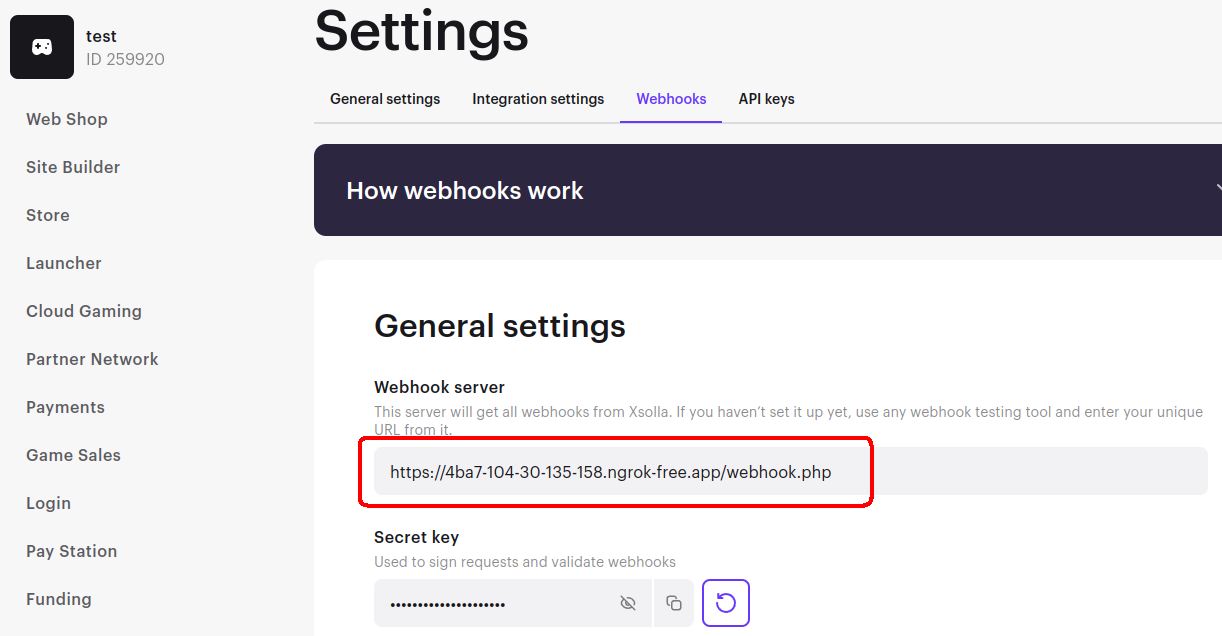 test
ID 259920
Web Shop
Site Builder
Store
Launcher
Cloud Gaming
Partner Network
Payments
Game Sales
Login
Pay Station
Funding
Settings
General settings
Integration settings
Webhooks
API keys
How webhooks work
General settings
Webhook server
This server will get all webhooks from Xsolla. If you haven’t set it up yet, use any webhook testing tool and enter your unique
URL from it.
https://4ba7-104-30-135-158.ngrok-free.app/webhook.php
Secret key
Used to sign requests and validate webhooks
••••••••••••••••••••